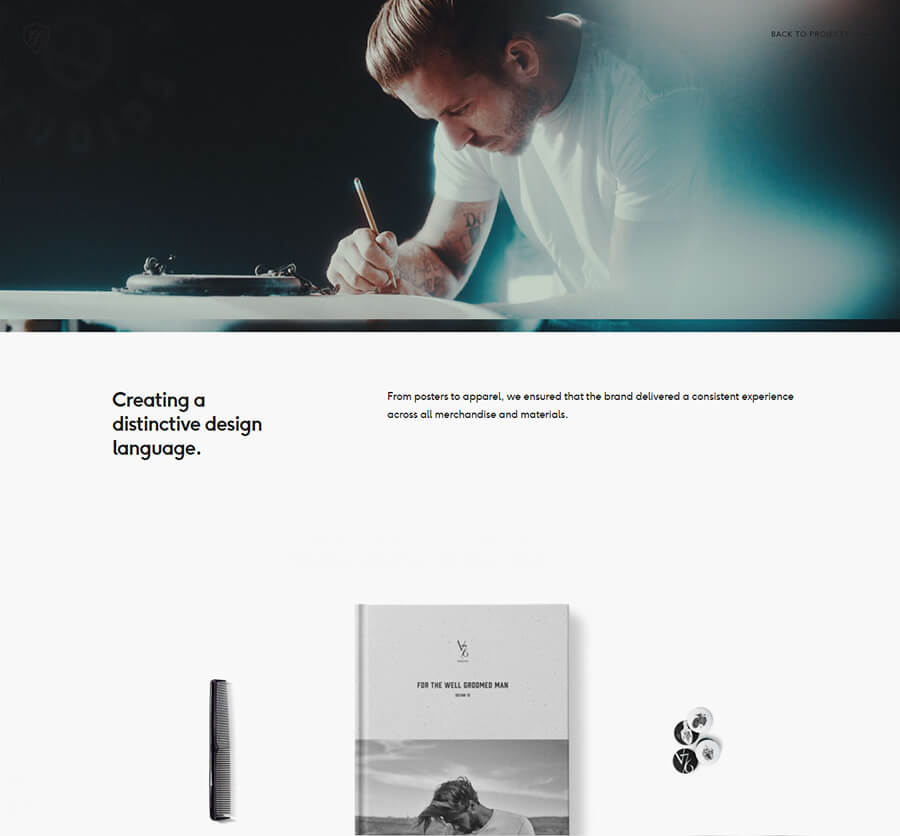 BACK TO PROJECTS
Creating a
distinctive design
language.
From posters to apparel, we ensured that the brand delivered a consistent experience
across all merchandise and materials.
FOR THE WELL GROOMED MAN